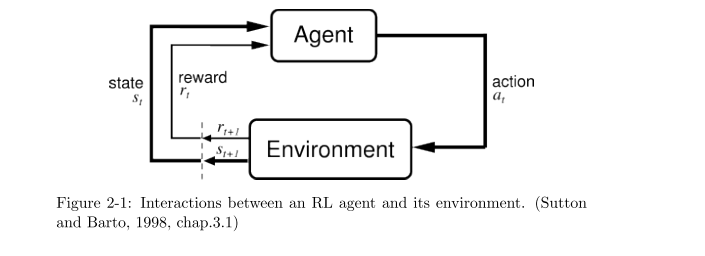 Agent
state
s_t
reward
r_t
action
a_t
r_{t+1}
s_{t+1}
Environment
Figure 2-1: Interactions between an RL agent and its environment. (Sutton
and Barto, 1998, chap.3.1)